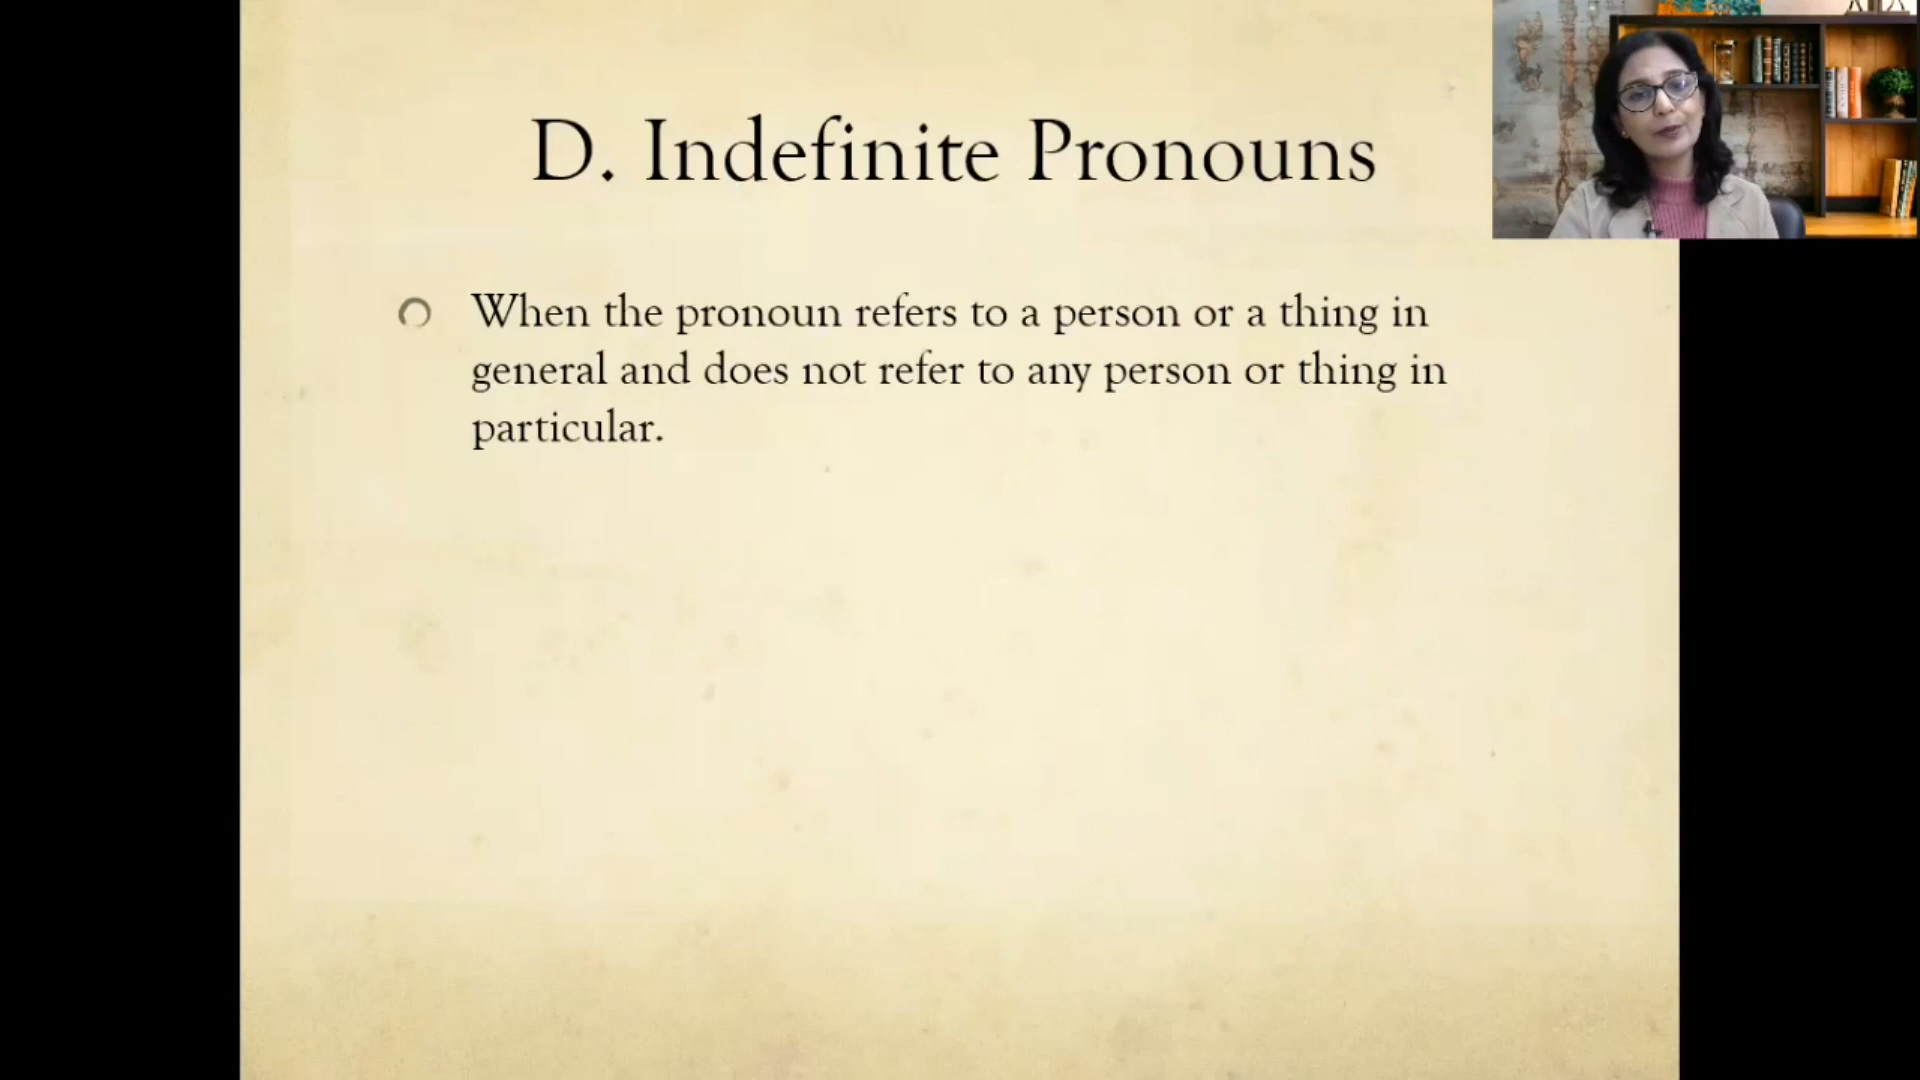 D. Indefinite Pronouns
When the pronoun refers to a person or a thing in
general and does not refer to any person or thing in
particular.